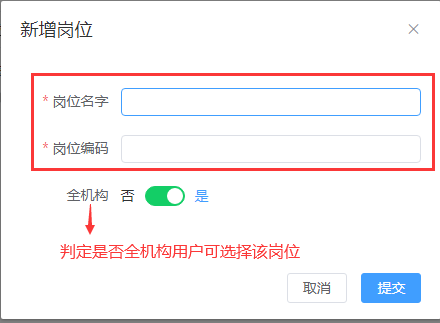 新增岗位
* 岗位名字
* 岗位编码
全机构 否 是
判定是否全机构用户可选择该岗位
取消 提交